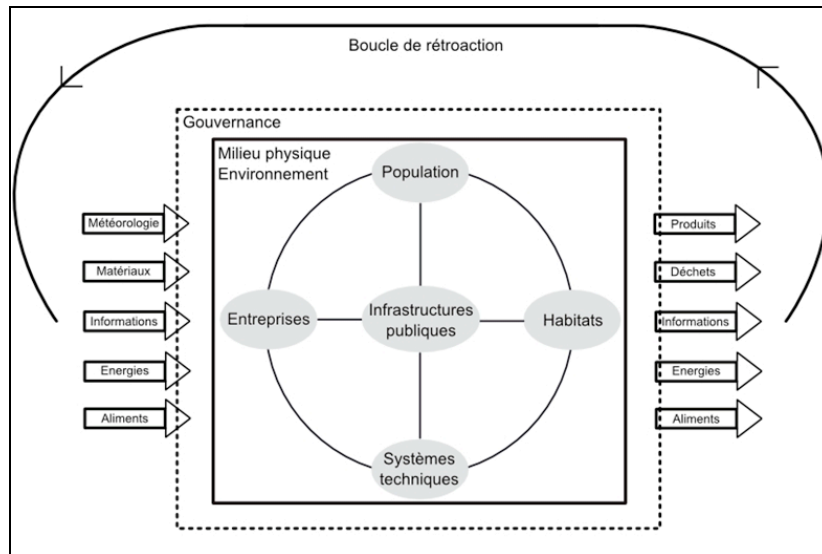 Boucle de rétroaction
Gouvernance
Milieu physique
Environnement
Population
Météorologie
Matériaux
Informations
Energies
Aliments
Entreprises
Infrastructures
publiques
Habitats
Systèmes
techniques
Produits
Déchets
Informations
Energies
Aliments